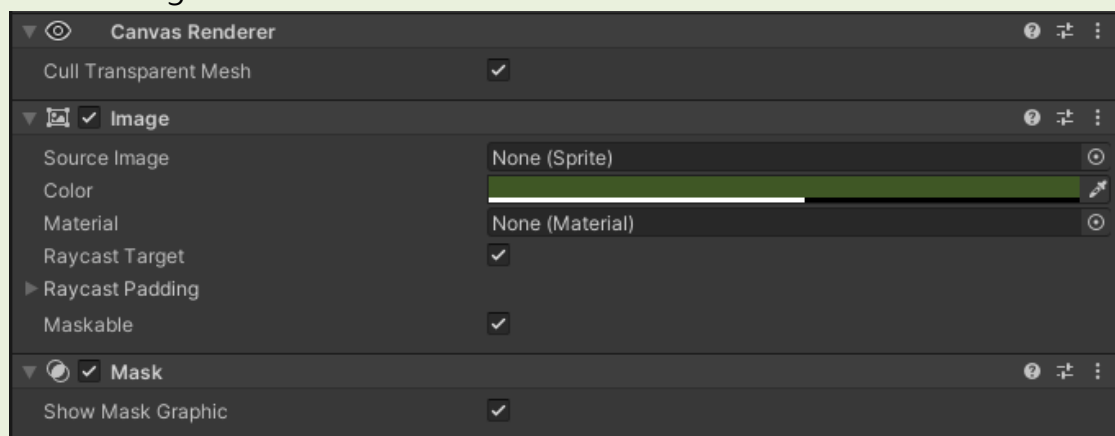 Canvas Renderer
Cull Transparent Mesh
Image
Source Image None (Sprite)
Color
Material None (Material)
Raycast Target
Raycast Padding
Maskable
Mask
Show Mask Graphic